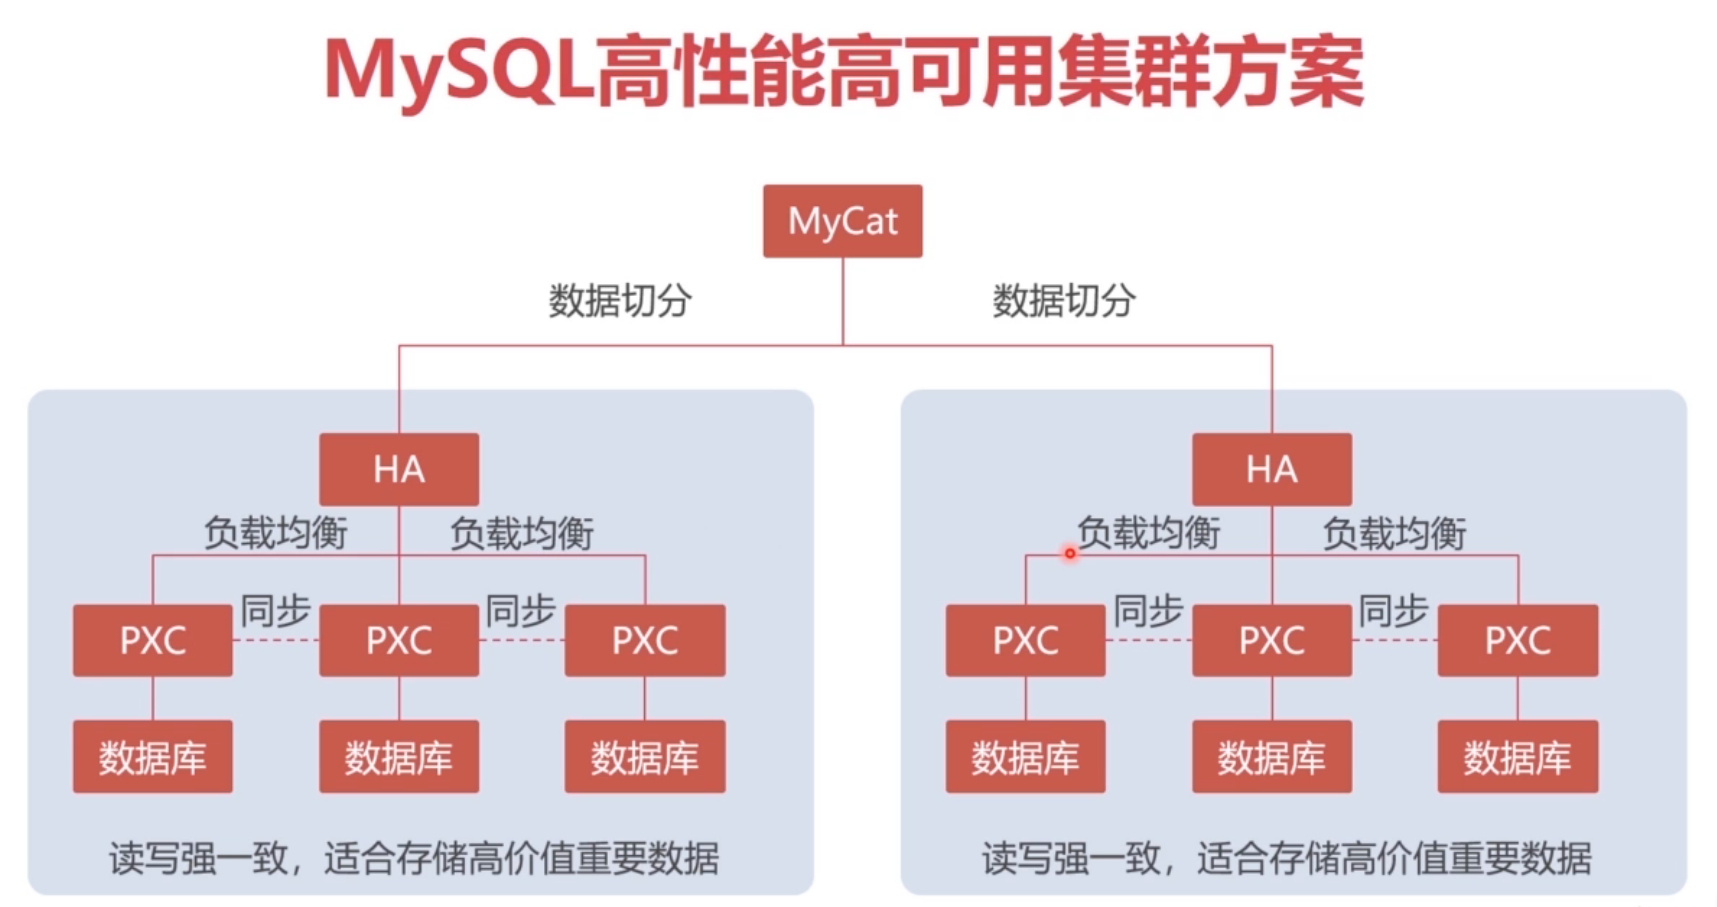 MySQL高性能高可用集群方案
MyCat
数据切分 数据切分
HA HA
负载均衡 负载均衡 负载均衡 负载均衡
同步 同步 同步 同步
PXC PXC PXC PXC PXC PXC
数据库 数据库 数据库 数据库 数据库 数据库
读写强一致，适合存储高价值重要数据 读写强一致，适合存储高价值重要数据